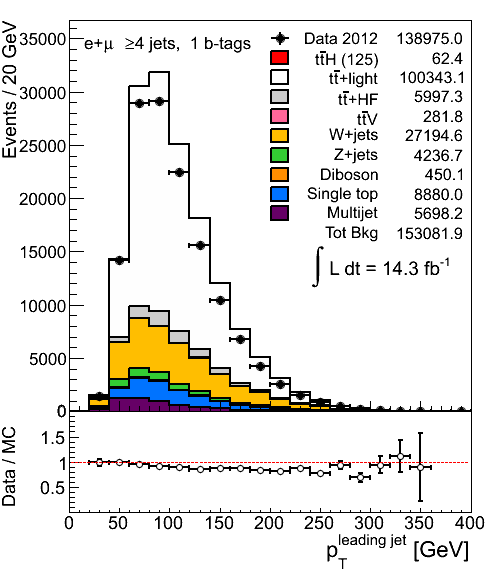 Events / 20 GeV
35000
30000
25000
20000
15000
10000
5000
0
e+μ ≥4 jets, 1 b-tags
Data 2012 138975.0
tt̄H (125) 62.4
tt̄+light 100343.1
tt̄+HF 5997.3
tt̄V 281.8
W+jets 27194.6
Z+jets 4236.7
Diboson 450.1
Single top 8880.0
Multijet 5698.2
Tot Bkg 153081.9
∫ L dt = 14.3 fb⁻¹
Data / MC
1.5
1
0.5
0 50 100 150 200 250 300 350 400
p_T^leading jet [GeV]